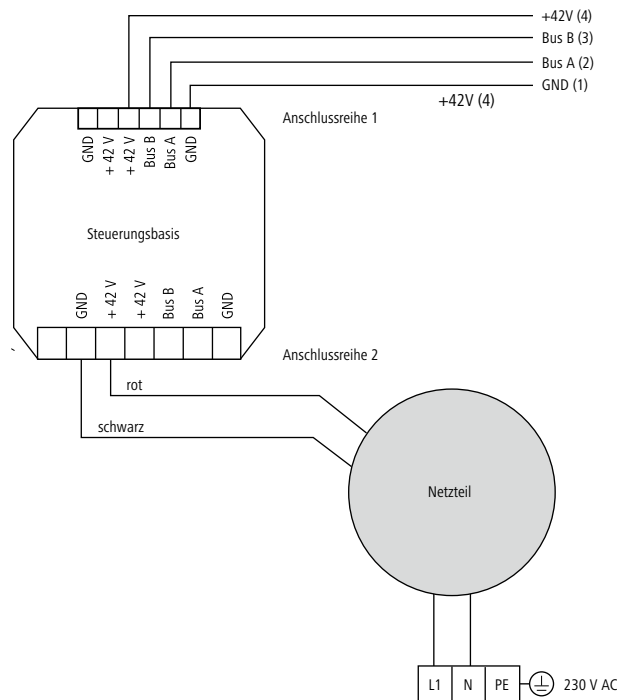 +42V (4)
Bus B (3)
Bus A (2)
GND (1)
+42V (4)
Anschlussreihe 1
GND
+ 42 V
+ 42 V
Bus B
Bus A
GND
Steuerungsbasis
GND
+ 42 V
+ 42 V
Bus B
Bus A
GND
Anschlussreihe 2
rot
schwarz
Netzteil
L1 N PE 230 V AC